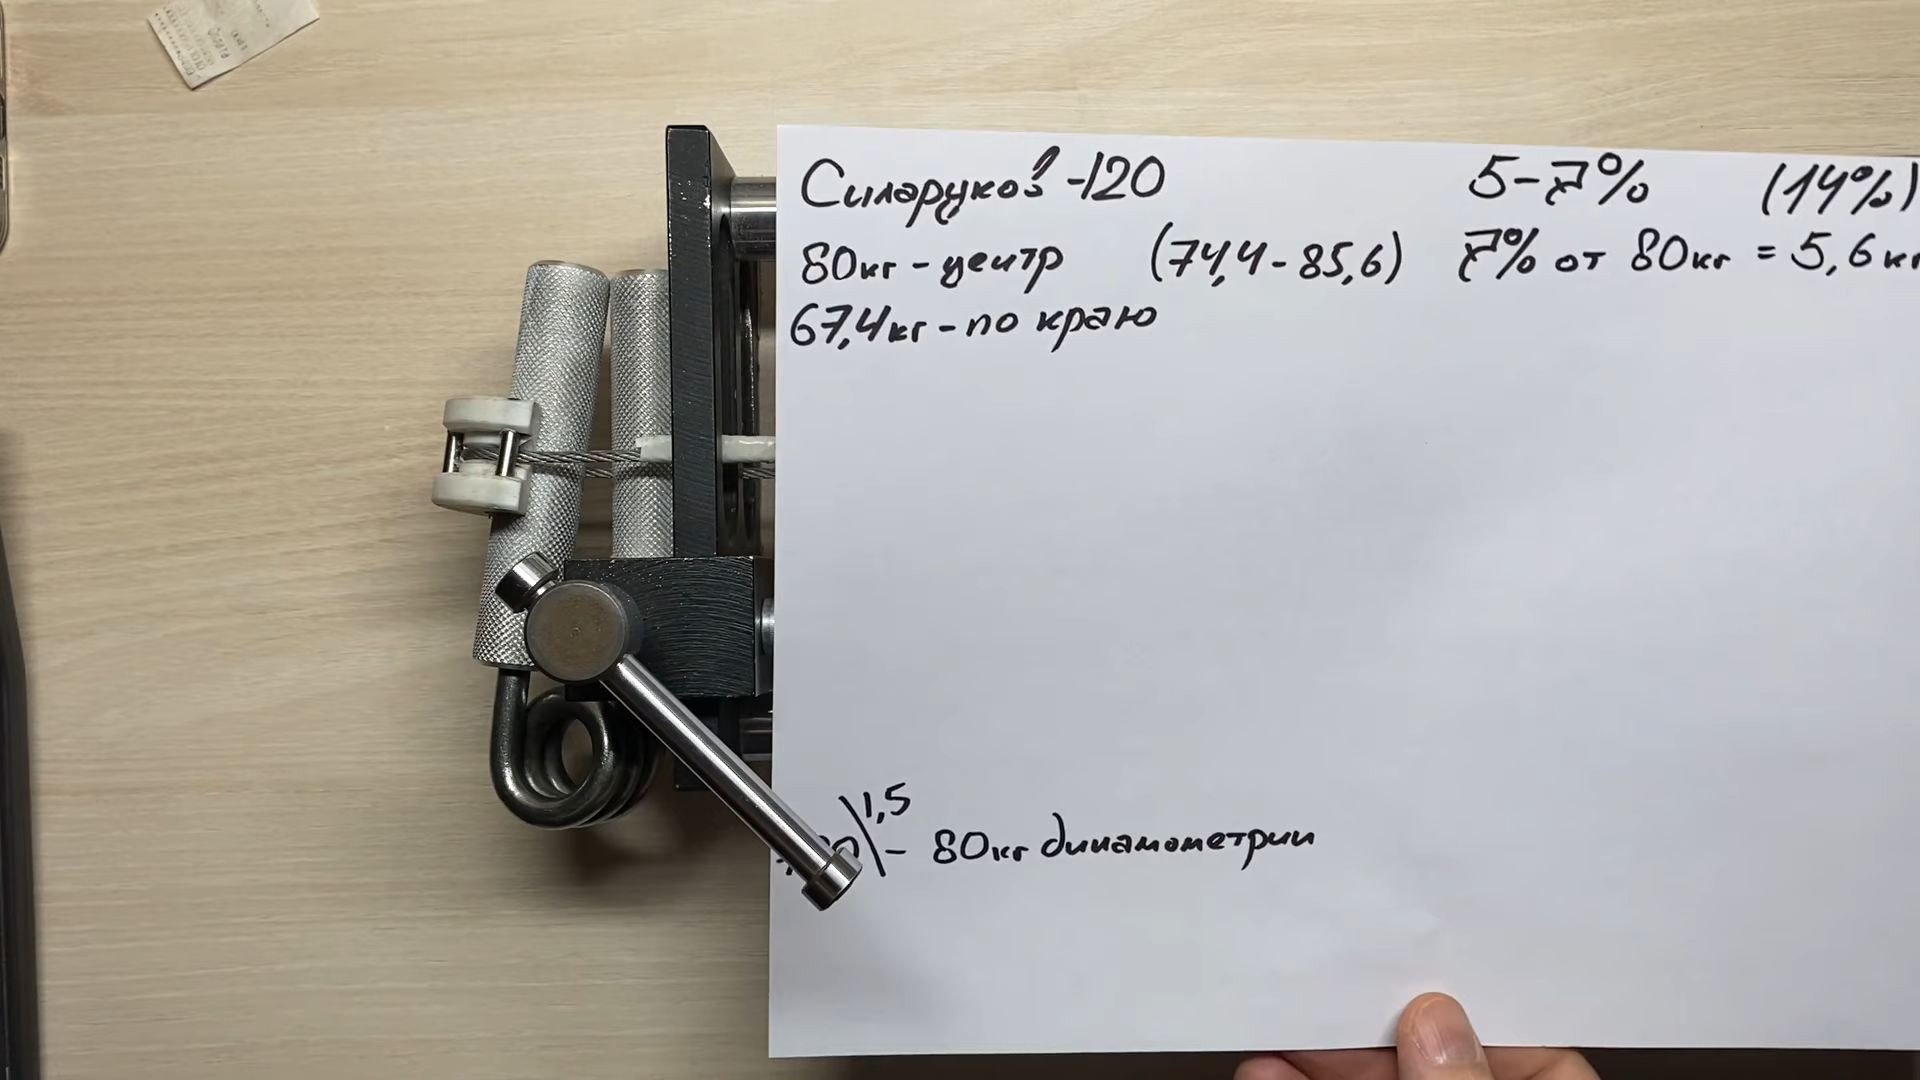 Силаруков-120 5-7% (14%)
80кг-центр (74,4-85,6) 7% от 80кг = 5,6кг
67,4кг-по краю
1,5
- 80кг динамометрии